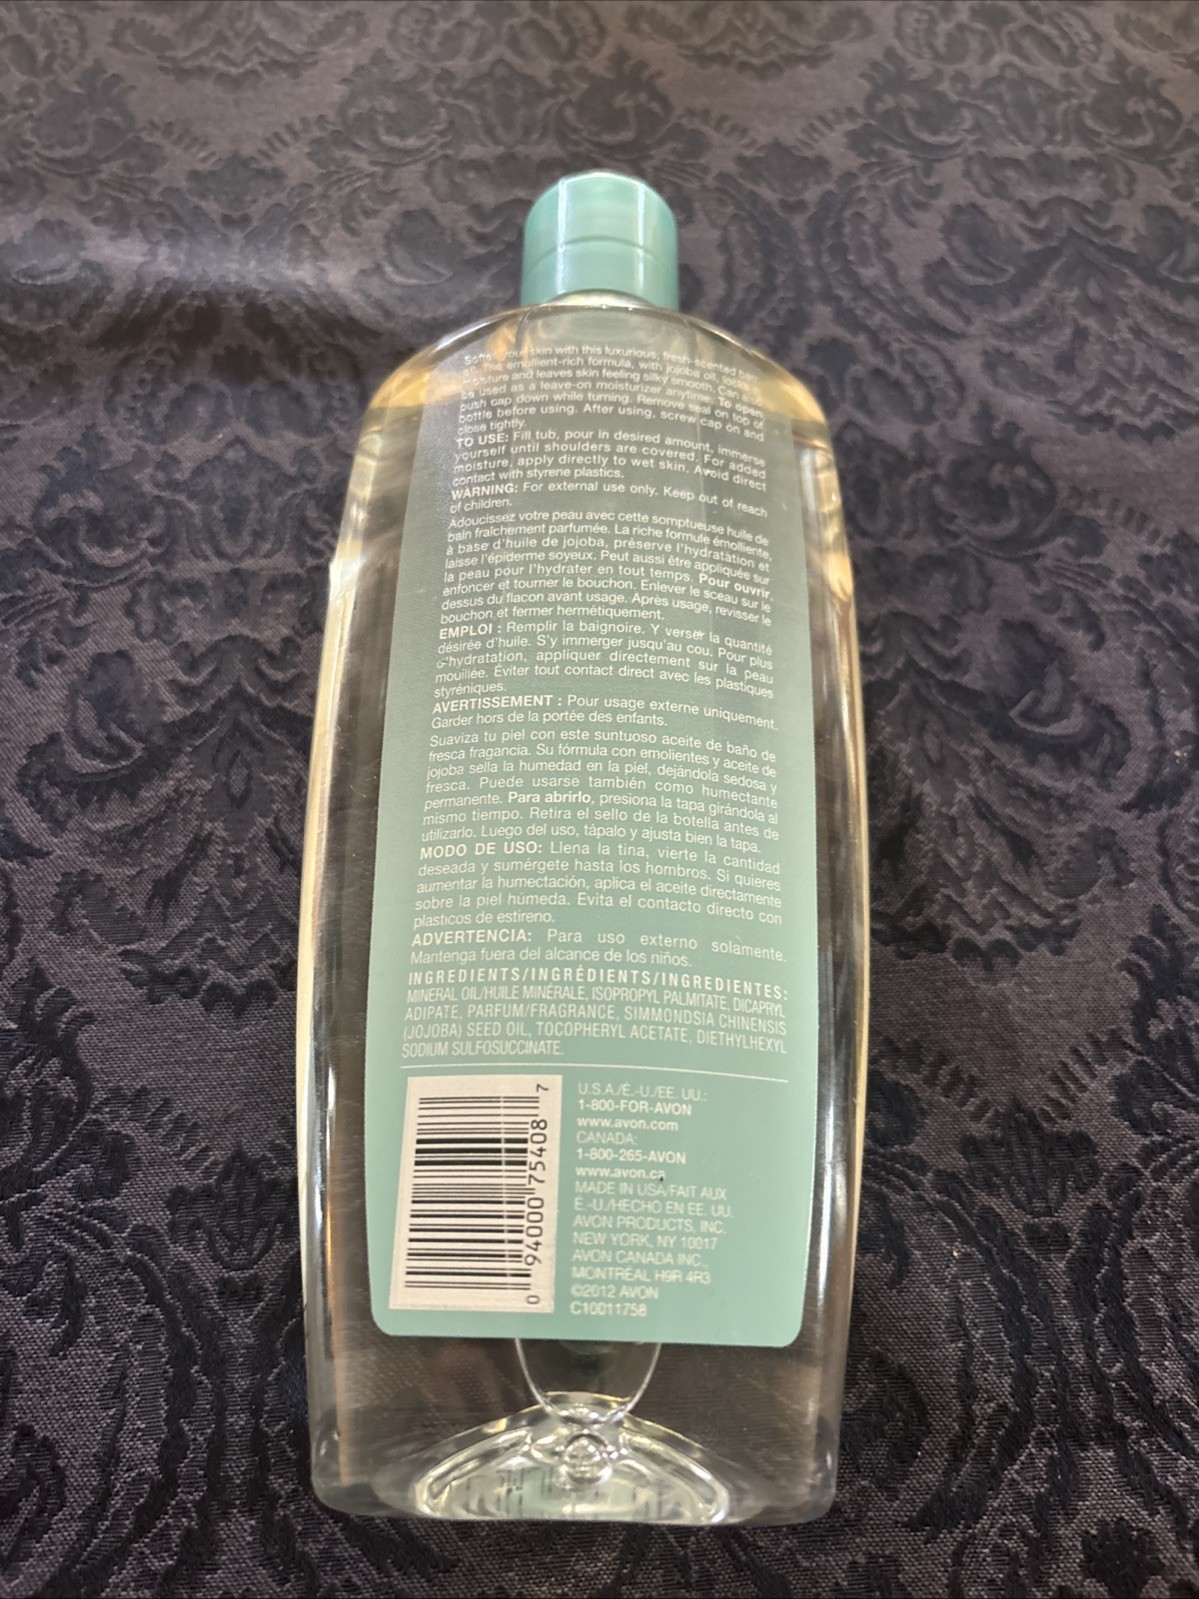 Soften your skin with this luxurious, fresh-scented bath
oil. The emollient-rich formula, with jojoba oil, locks in
moisture and leaves skin feeling silky smooth. Can also
be used as a leave-on moisturizer anytime. To open,
push cap down while turning. Remove seal on top of
bottle before using. After using, screw cap on and
close tightly.
TO USE: Fill tub, pour in desired amount, immerse
yourself until shoulders are covered. For added
moisture, apply directly to wet skin. Avoid direct
contact with styrene plastics.
WARNING: For external use only. Keep out of reach
of children.
Adoucissez votre peau avec cette somptueuse huile de
bain fraîchement parfumée. La riche formule émolliente,
à base d'huile de jojoba, préserve l'hydratation et
laisse l'épiderme soyeux. Peut aussi être appliquée sur
la peau pour l'hydrater en tout temps. Pour ouvrir,
enfoncer et tourner le bouchon. Enlever le sceau sur le
dessus du flacon avant usage. Après usage, revisser le
bouchon et fermer hermétiquement.
EMPLOI : Remplir la baignoire. Y verser la quantité
désirée d'huile. S'y immerger jusqu'au cou. Pour plus
d'hydratation, appliquer directement sur la peau
mouillée. Éviter tout contact direct avec les plastiques
styréniques.
AVERTISSEMENT : Pour usage externe uniquement.
Garder hors de la portée des enfants.
Suaviza tu piel con este suntuoso aceite de baño de
fresca fragancia. Su fórmula con emolientes y aceite de
jojoba sella la humedad en la piel, dejándola sedosa y
fresca. Puede usarse también como humectante
permanente. Para abrirlo, presiona la tapa girándola al
mismo tiempo. Retira el sello de la botella antes de
utilizarlo. Luego del uso, tápalo y ajusta bien la tapa.
MODO DE USO: Llena la tina, vierte la cantidad
deseada y sumérgete hasta los hombros. Si quieres
aumentar la humectación, aplica el aceite directamente
sobre la piel húmeda. Evita el contacto directo con
plasticos de estireno.
ADVERTENCIA: Para uso externo solamente.
Mantenga fuera del alcance de los niños.
INGREDIENTS/INGRÉDIENTS/INGREDIENTES:
MINERAL OIL/HUILE MINÉRALE, ISOPROPYL PALMITATE, DICAPRYL
ADIPATE, PARFUM/FRAGRANCE, SIMMONDSIA CHINENSIS
(JOJOBA) SEED OIL, TOCOPHERYL ACETATE, DIETHYLHEXYL
SODIUM SULFOSUCCINATE.
0 94000 75408 7
U.S.A./É.-U./EE. UU.:
1-800-FOR-AVON
www.avon.com
CANADA:
1-800-265-AVON
www.avon.ca
MADE IN USA/FAIT AUX
É.-U./HECHO EN EE. UU.
AVON PRODUCTS, INC.
NEW YORK, NY 10017
AVON CANADA INC.,
MONTRÉAL H9R 4R3
©2012 AVON
C10011758